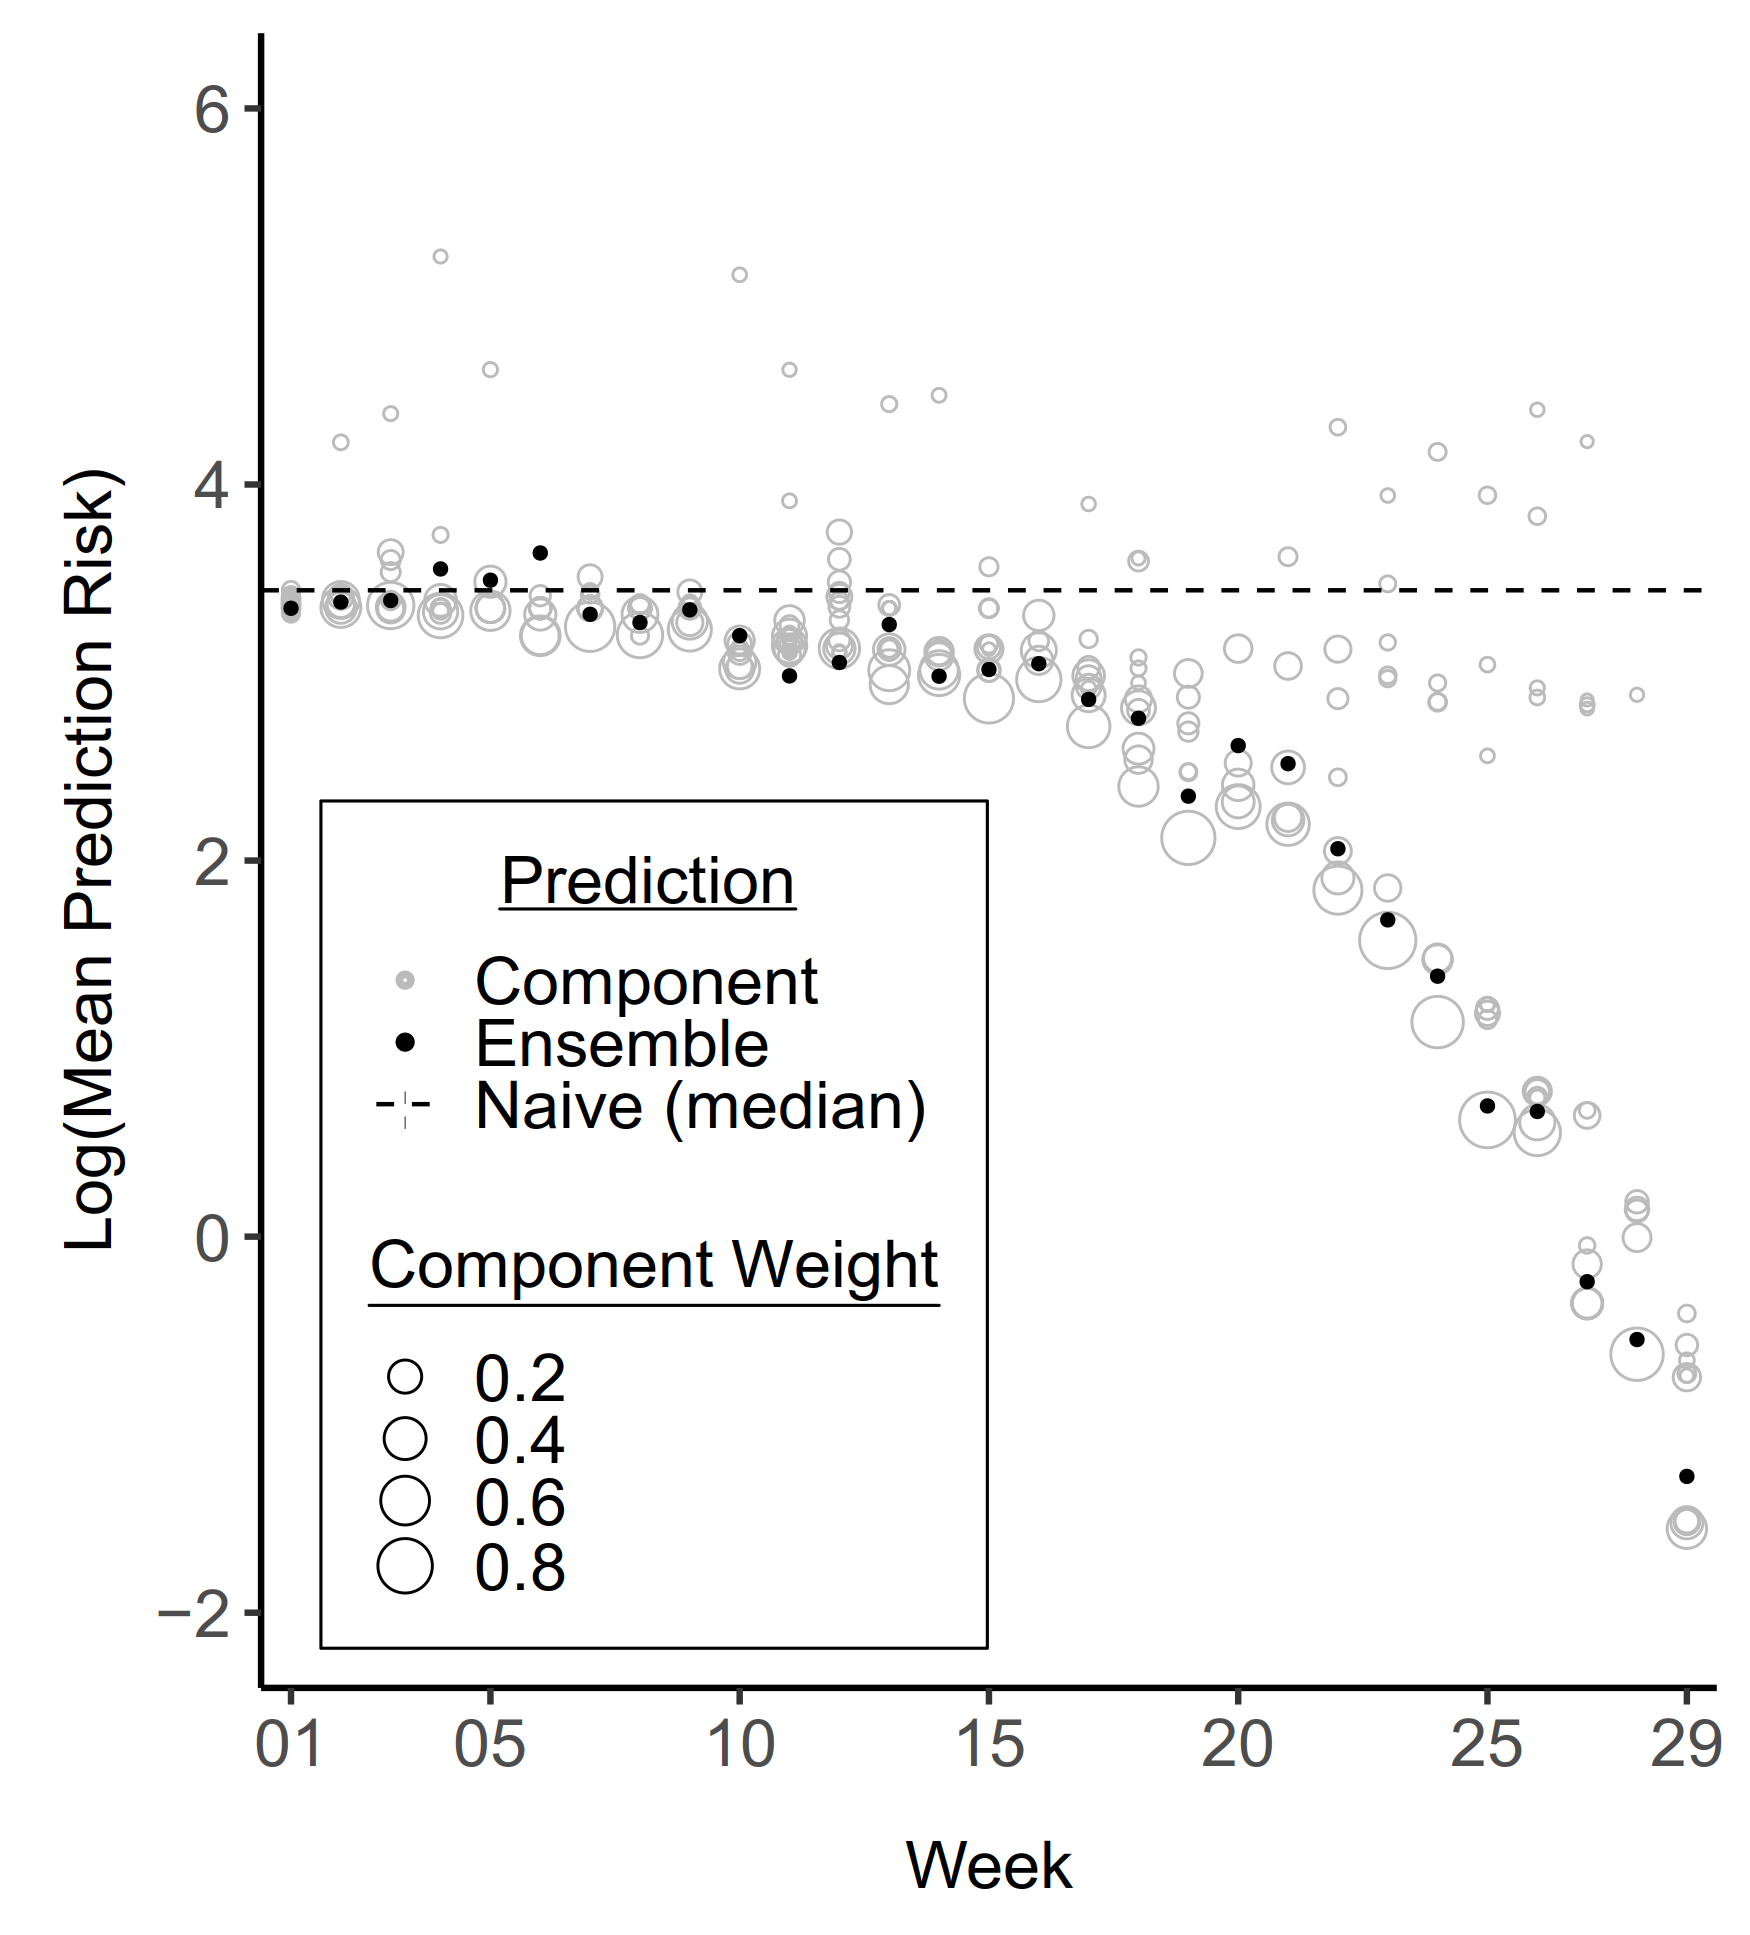 Log(Mean Prediction Risk)
6
4
2
0
−2
Prediction
Component
Ensemble
Naive (median)
Component Weight
0.2
0.4
0.6
0.8
01 05 10 15 20 25 29
Week